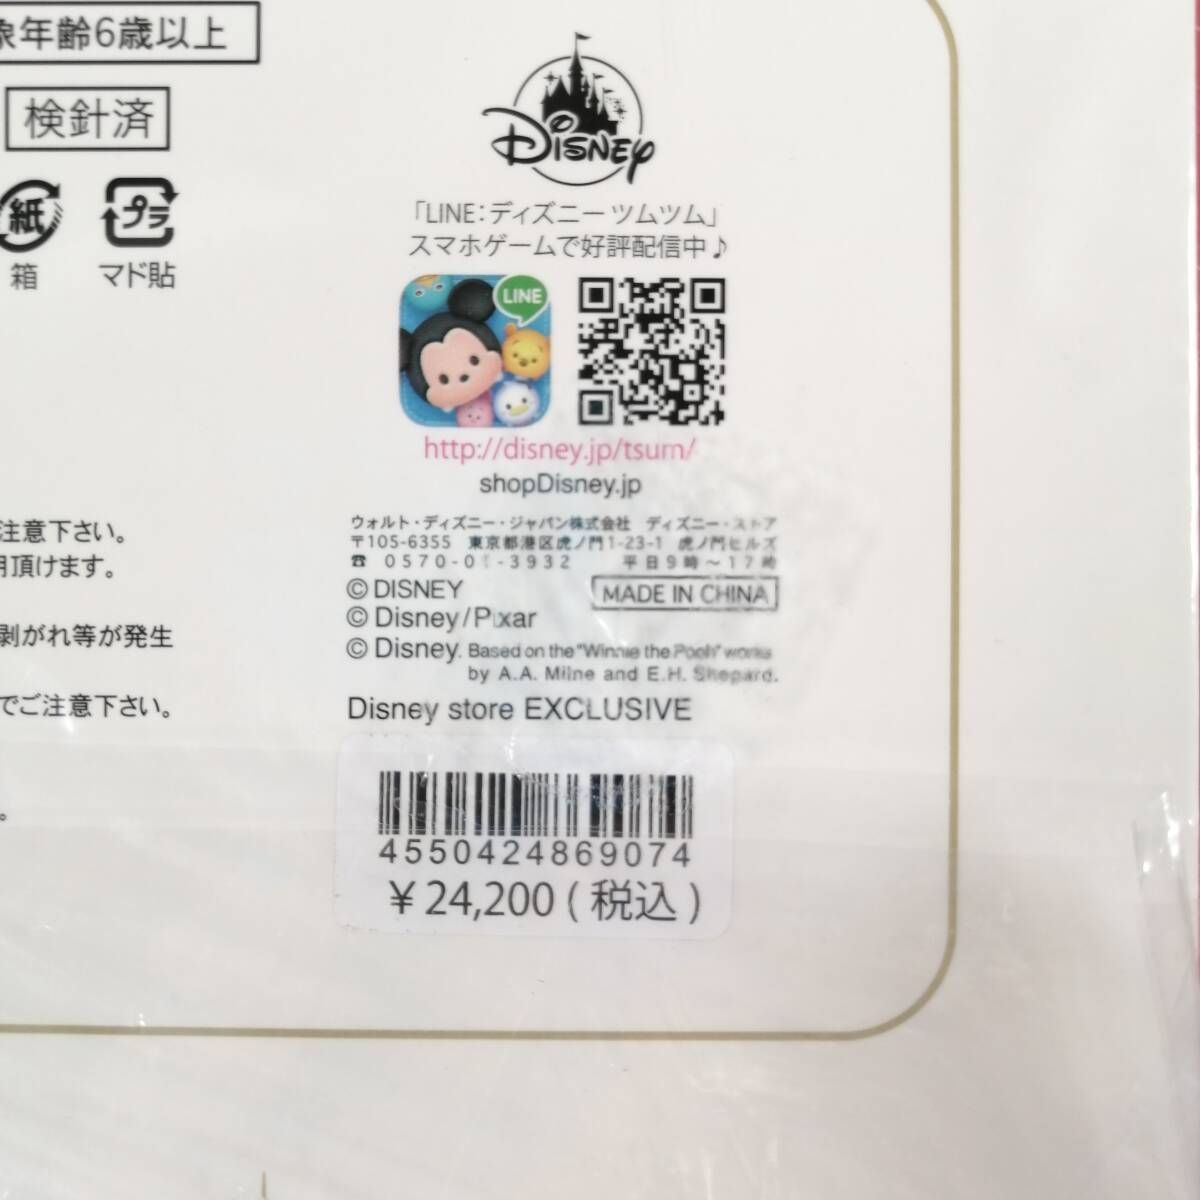 象年齢6歳以上
検針済
紙
プラ
箱
マド貼
Disney
「LINE:ディズニー ツムツム」
スマホゲームで好評配信中♪
LINE
http://disney.jp/tsum/
shopDisney.jp
ご注意下さい。
用頂けます。
剥がれ等が発生
でご注意下さい。
ウォルト・ディズニー・ジャパン株式会社 ディズニー・ストア
〒105-6355 東京都港区虎ノ門1-23-1 虎ノ門ヒルズ
☎ 0570-0 -3932 平日9時～17時
© DISNEY
MADE IN CHINA
© Disney/Pixar
© Disney. Based on the "Winnie the Pooh" works
by A.A. Milne and E.H. Shepard.
Disney store EXCLUSIVE
4550424869074
¥24,200(税込)